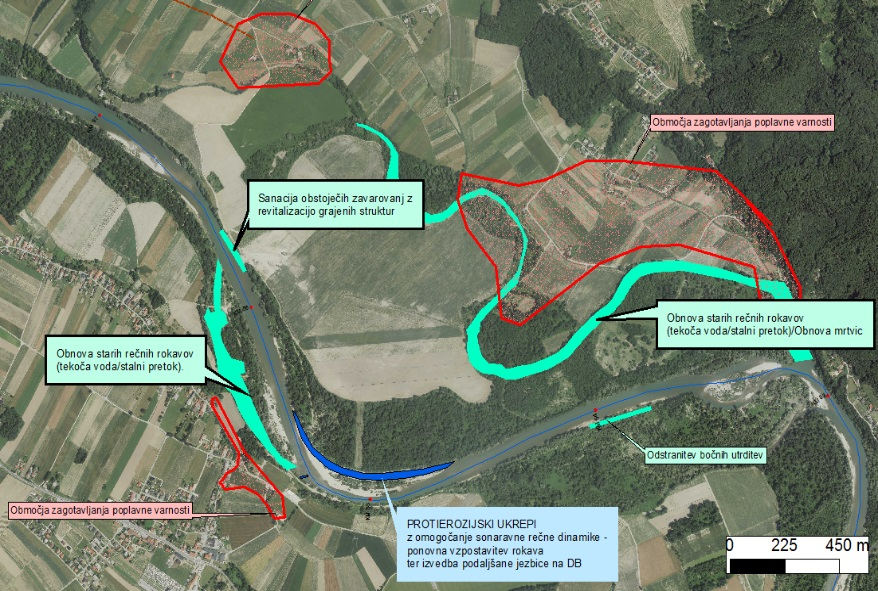 Območja zagotavljanja poplavne varnosti
Sanacija obstoječih zavarovanj z
revitalizacijo grajenih struktur
Obnova starih rečnih rokavov
(tekoča voda/stalni pretok)/Obnova mrtvic
Obnova starih rečnih rokavov
(tekoča voda/stalni pretok).
Odstranitev bočnih utrditev
Območja zagotavljanja poplavne varnosti
PROTIEROZIJSKI UKREPI
z omogočanje sonaravne rečne dinamike -
ponovna vzpostavitev rokava
ter izvedba podaljšane jezbice na DB
0 225 450 m